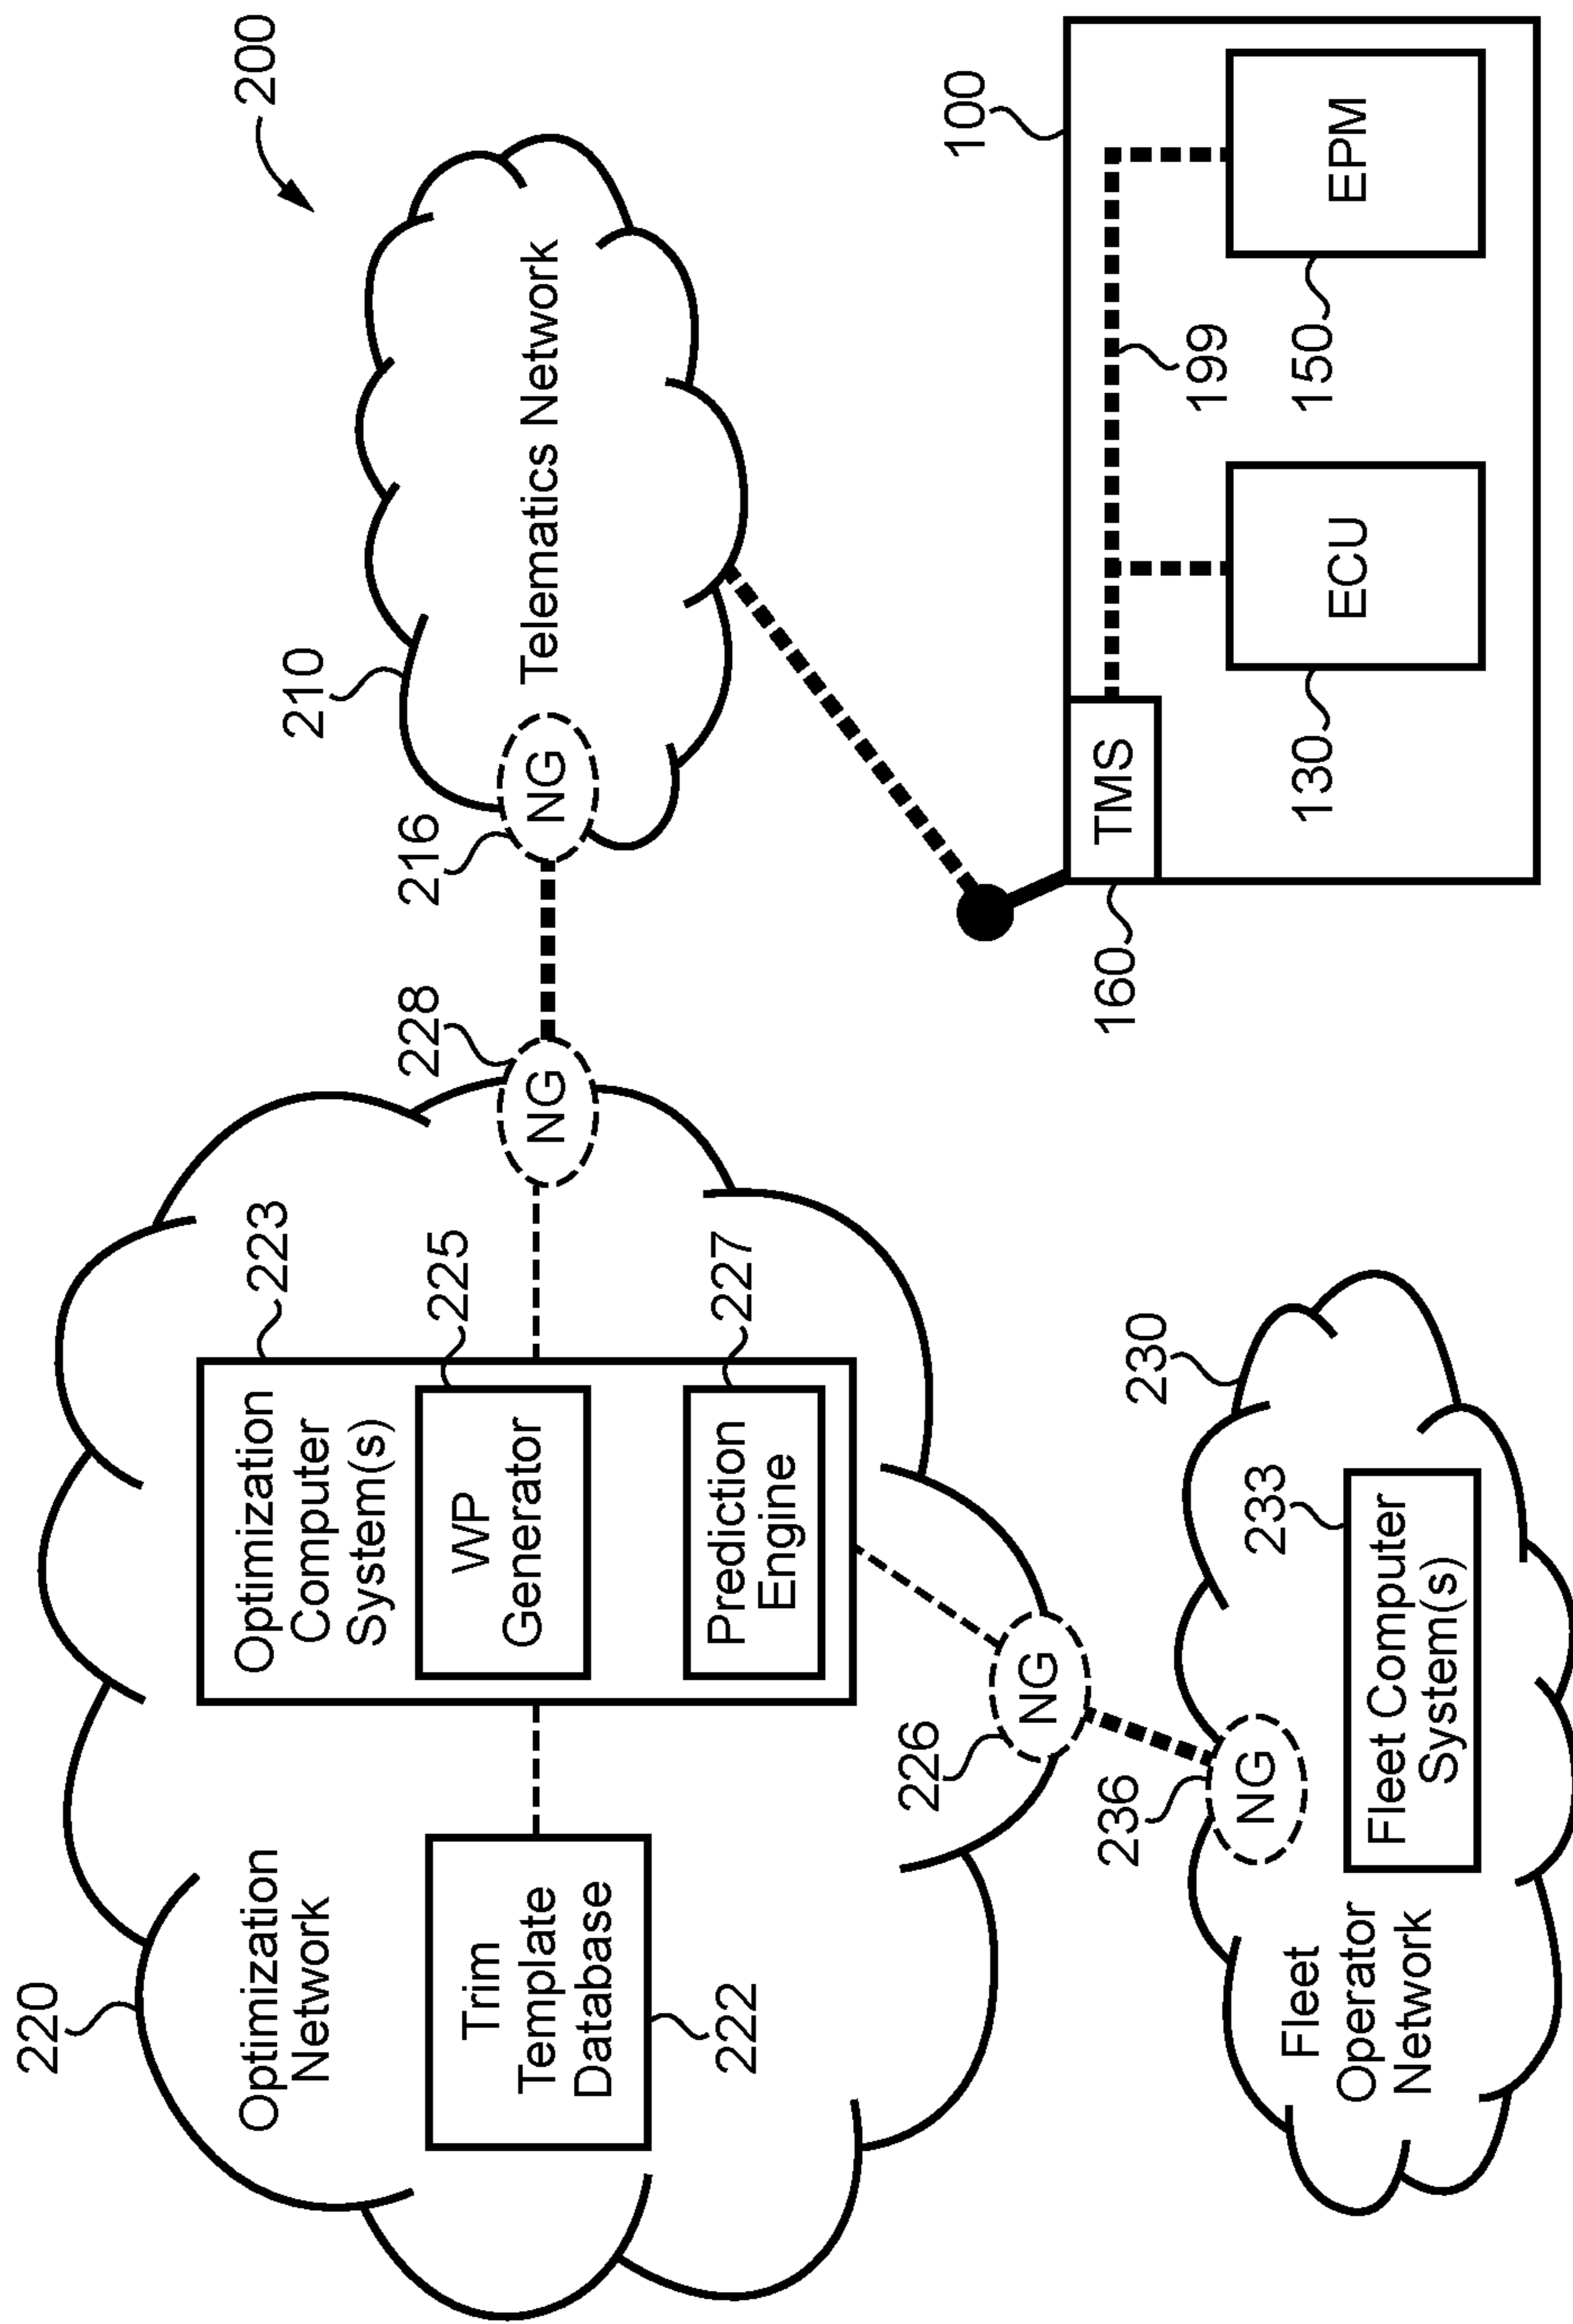 200
220
Optimization
Network
Trim
Template
Database
222
Optimization
Computer
System(s)
223
WP
Generator
225
Prediction
Engine
227
NG
228
NG
216
210
Telematics Network
NG
226
NG
236
230
Fleet
Operator
Network
Fleet Computer
System(s)
233
100
TMS
160
199
ECU
130
EPM
150